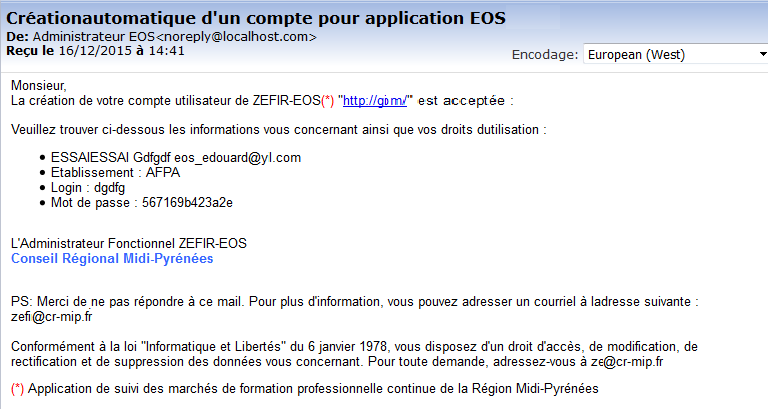 Créationautomatique d'un compte pour application EOS
De: Administrateur EOS<noreply@localhost.com>
Reçu le 16/12/2015 à 14:41
Encodage: European (West)
Monsieur,
La création de votre compte utilisateur de ZEFIR-EOS(*) " " est acceptée :
Veuillez trouver ci-dessous les informations vous concernant ainsi que vos droits dutilisation :
• ESSAIESSAI Gdfgdf eos_edouard@yl.com
• Etablissement : AFPA
• Login : dgdfg
• Mot de passe : 567169b423a2e
L'Administrateur Fonctionnel ZEFIR-EOS
Conseil Régional Midi-Pyrénées
PS: Merci de ne pas répondre à ce mail. Pour plus d'information, vous pouvez adresser un courriel à ladresse suivante :
zefi@cr-mip.fr
Conformément à la loi "Informatique et Libertés" du 6 janvier 1978, vous disposez d'un droit d'accès, de modification, de
rectification et de suppression des données vous concernant. Pour toute demande, adressez-vous à ze@cr-mip.fr
(*) Application de suivi des marchés de formation professionnelle continue de la Région Midi-Pyrénées